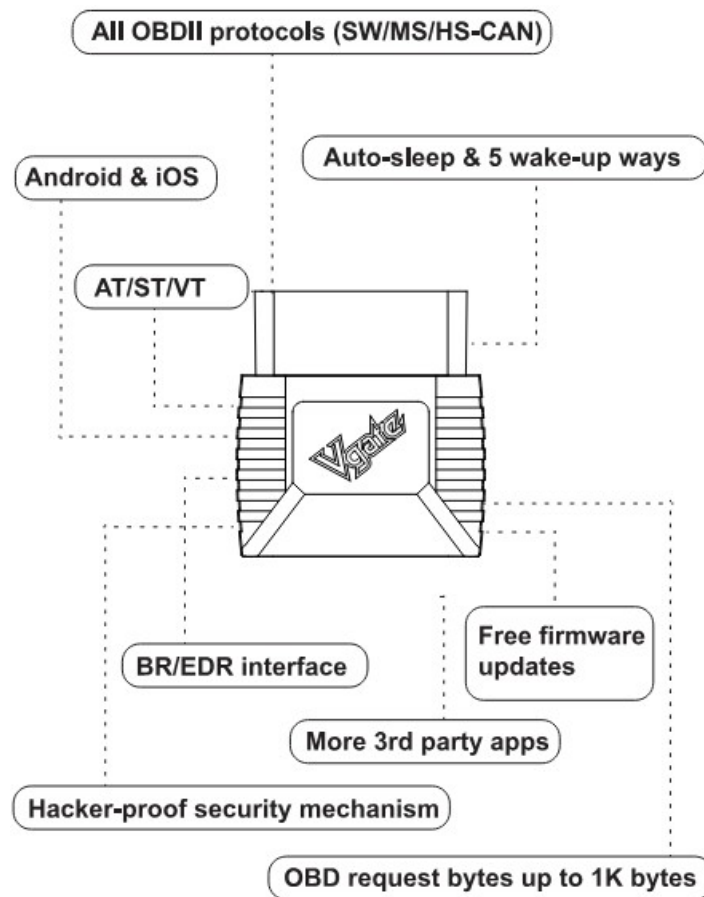 All OBDII protocols (SW/MS/HS-CAN)
Auto-sleep & 5 wake-up ways
Android & iOS
AT/ST/VT
Vgate
Free firmware
updates
BR/EDR interface
More 3rd party apps
Hacker-proof security mechanism
OBD request bytes up to 1K bytes